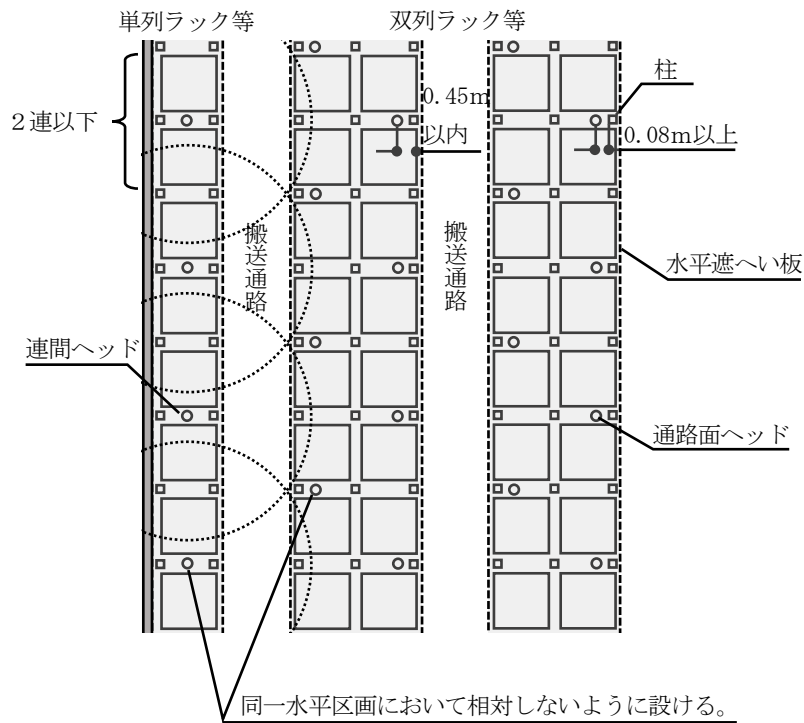 単列ラック等
双列ラック等
柱
0.45m
以内
2連以下
0.08m以上
搬送通路
搬送通路
水平遮へい板
連間ヘッド
通路面ヘッド
同一水平区画において相対しないように設ける。